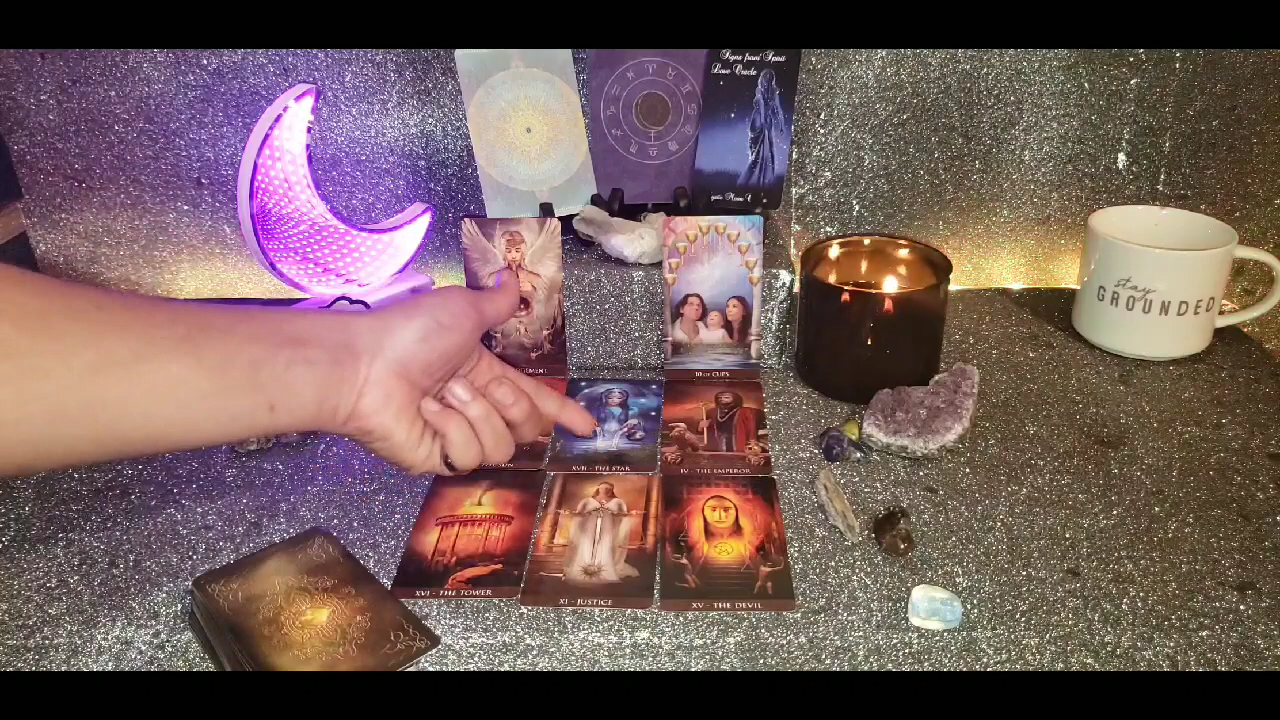 Signs from Spirit
Love Oracle
stay
GROUNDED
10 OF CUPS
SUN
XVII - THE STAR
IV - THE EMPEROR
XVI - THE TOWER
XI - JUSTICE
XV - THE DEVIL